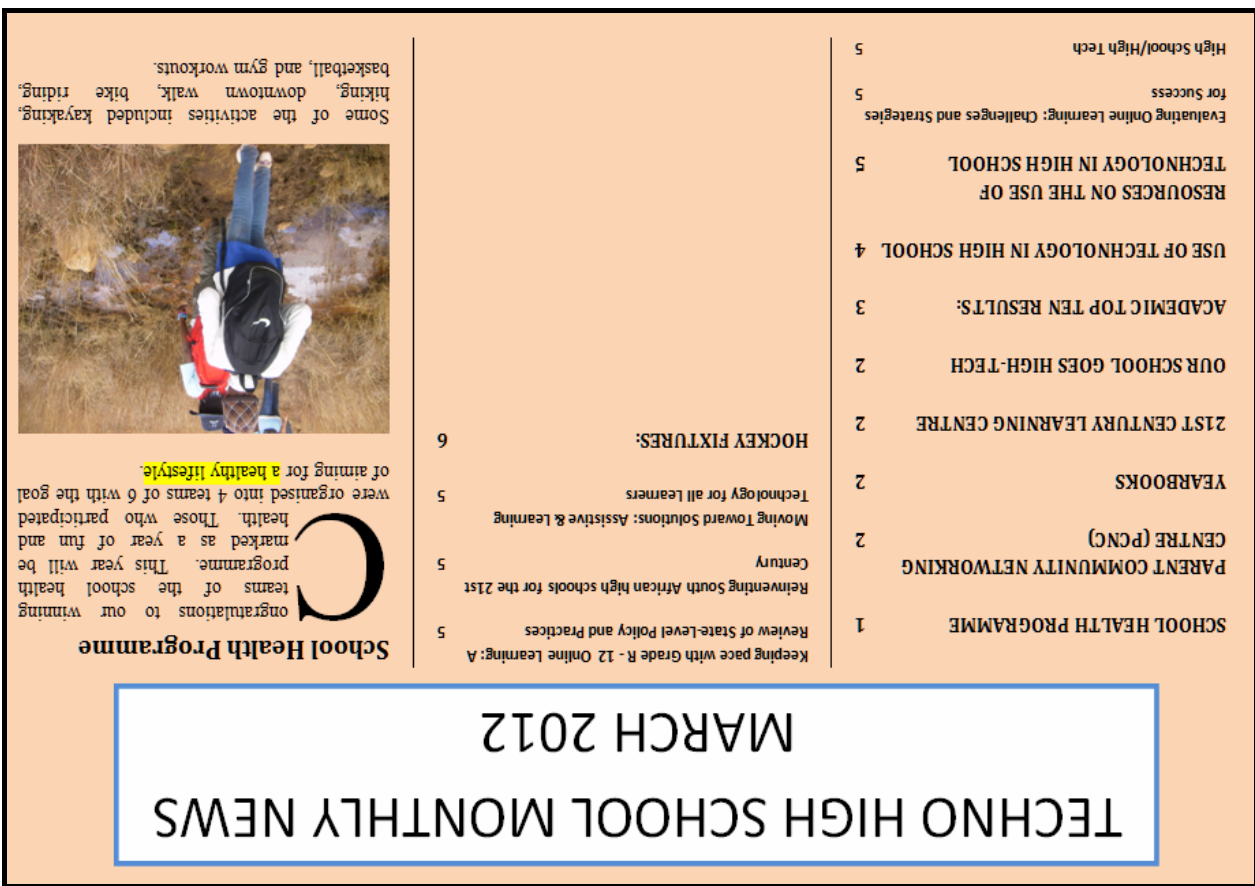 TECHNO HIGH SCHOOL MONTHLY NEWS
MARCH 2012
SCHOOL HEALTH PROGRAMME 1
PARENT COMMUNITY NETWORKING
CENTRE (PCNC) 2
YEARBOOKS 2
21ST CENTURY LEARNING CENTRE 2
OUR SCHOOL GOES HIGH-TECH 2
ACADEMIC TOP TEN RESULTS: 3
USE OF TECHNOLOGY IN HIGH SCHOOL 4
RESOURCES ON THE USE OF
TECHNOLOGY IN HIGH SCHOOL 5
Evaluating Online Learning: Challenges and Strategies
for Success 5
High School/High Tech 5
Keeping pace with Grade R - 12 Online Learning: A
Review of State-Level Policy and Practices 5
Reinventing South African high schools for the 21st
Century 5
Moving Toward Solutions: Assistive & Learning
Technology for all Learners 5
HOCKEY FIXTURES: 6
School Health Programme
Congratulations to our winning
teams of the school health
programme. This year will be
marked as a year of fun and
health. Those who participated
were organised into 4 teams of 6 with the goal
of aiming for a healthy lifestyle.
Some of the activities included kayaking,
hiking, downtown walk, bike riding,
basketball, and gym workouts.